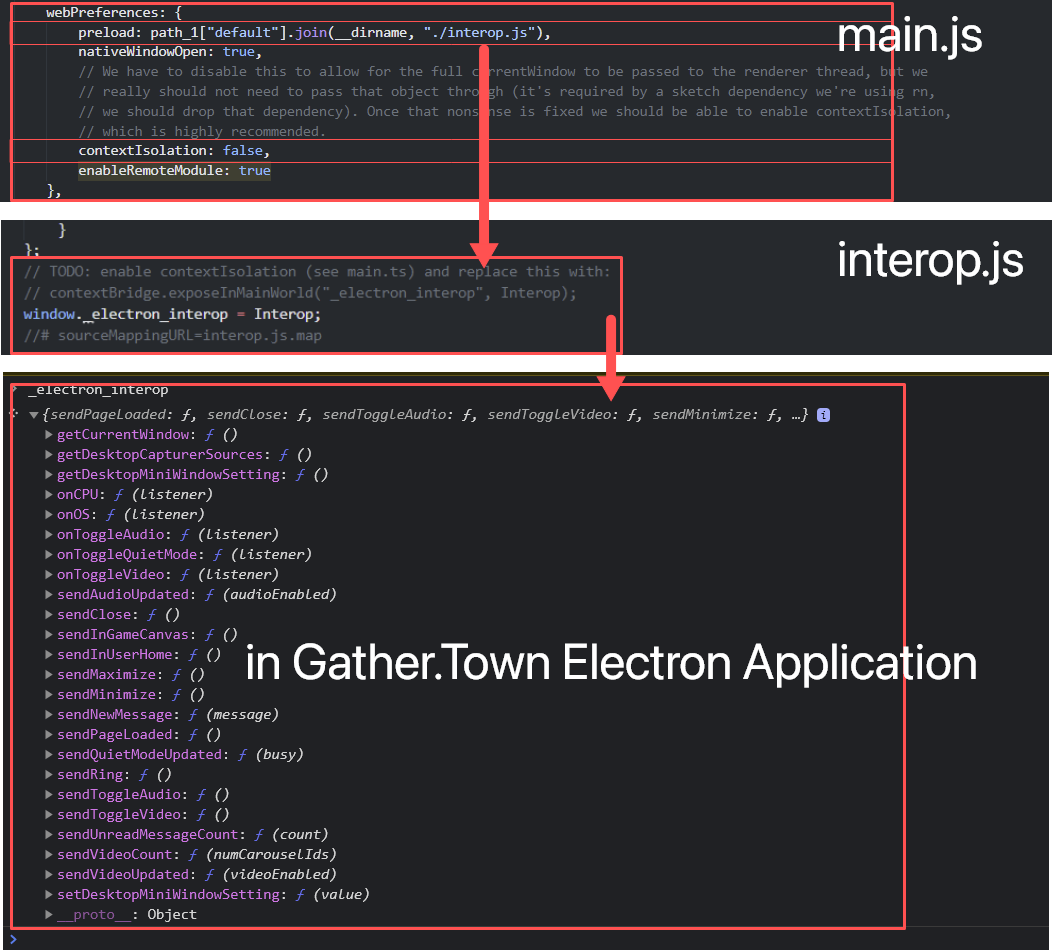 webPreferences: {
preload: path_1["default"].join(__dirname, "./interop.js"),
main.js
nativeWindowOpen: true,
// We have to disable this to allow for the full currentWindow to be passed to the renderer thread, but we
// really should not need to pass that object through (it's required by a sketch dependency we're using rn,
// we should drop that dependency). Once that nonsense is fixed we should be able to enable contextIsolation,
// which is highly recommended.
contextIsolation: false,
enableRemoteModule: true
},
}
};
interop.js
// TODO: enable contextIsolation (see main.ts) and replace this with:
// contextBridge.exposeInMainWorld("_electron_interop", Interop);
window._electron_interop = Interop;
//# sourceMappingURL=interop.js.map
> _electron_interop
{sendPageLoaded: ƒ, sendClose: ƒ, sendToggleAudio: ƒ, sendToggleVideo: ƒ, sendMinimize: ƒ, …} i
getCurrentWindow: ƒ ()
getDesktopCapturerSources: ƒ ()
getDesktopMiniWindowSetting: ƒ ()
onCPU: ƒ (listener)
onOS: ƒ (listener)
onToggleAudio: ƒ (listener)
onToggleQuietMode: ƒ (listener)
onToggleVideo: ƒ (listener)
sendAudioUpdated: ƒ (audioEnabled)
sendClose: ƒ ()
sendInGameCanvas: ƒ ()
sendInUserHome: ƒ ()
in Gather.Town Electron Application
sendMaximize: ƒ ()
sendMinimize: ƒ ()
sendNewMessage: ƒ (message)
sendPageLoaded: ƒ ()
sendQuietModeUpdated: ƒ (busy)
sendRing: ƒ ()
sendToggleAudio: ƒ ()
sendToggleVideo: ƒ ()
sendUnreadMessageCount: ƒ (count)
sendVideoCount: ƒ (numCarouselIds)
sendVideoUpdated: ƒ (videoEnabled)
setDesktopMiniWindowSetting: ƒ (value)
__proto__: Object
>